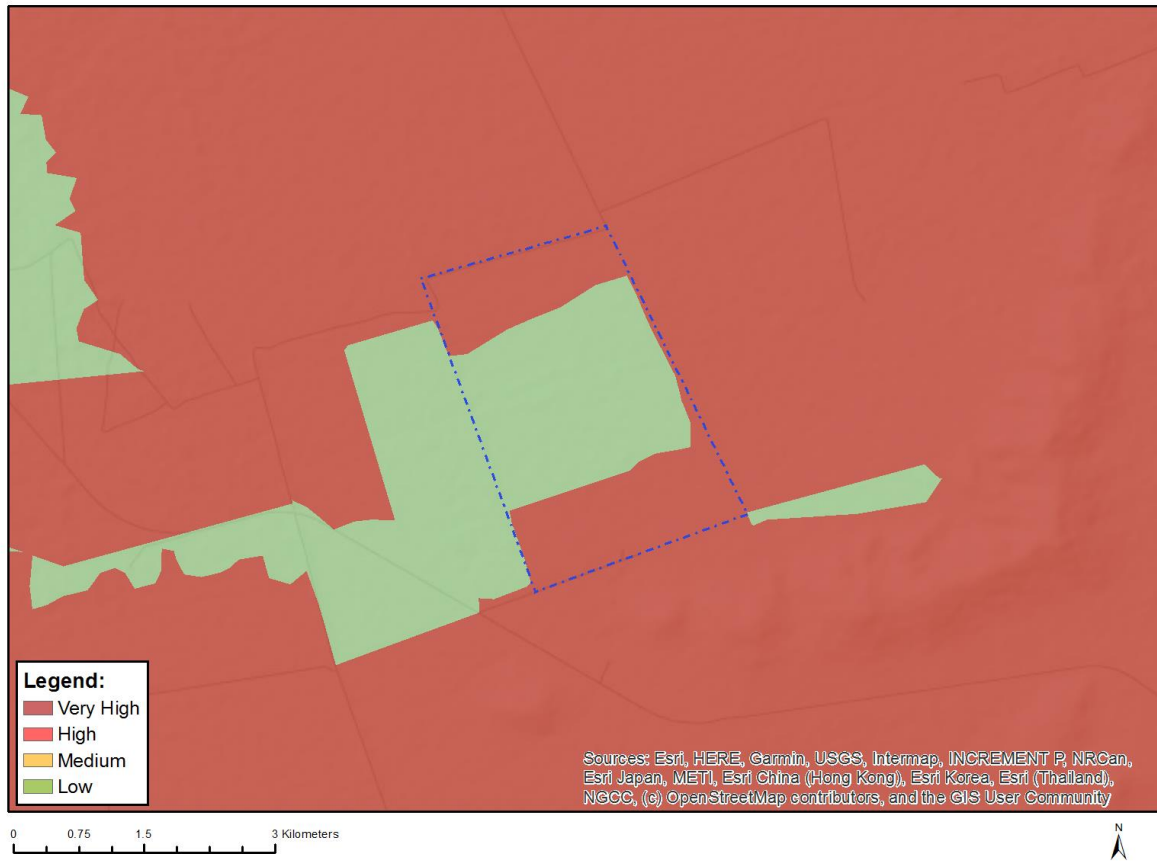 Legend:
Very High
High
Medium
Low
Sources: Esri, HERE, Garmin, USGS, Intermap, INCREMENT P, NRCan,
Esri Japan, METI, Esri China (Hong Kong), Esri Korea, Esri (Thailand),
NGCC, (c) OpenStreetMap contributors, and the GIS User Community
0 0.75 1.5 3 Kilometers
N